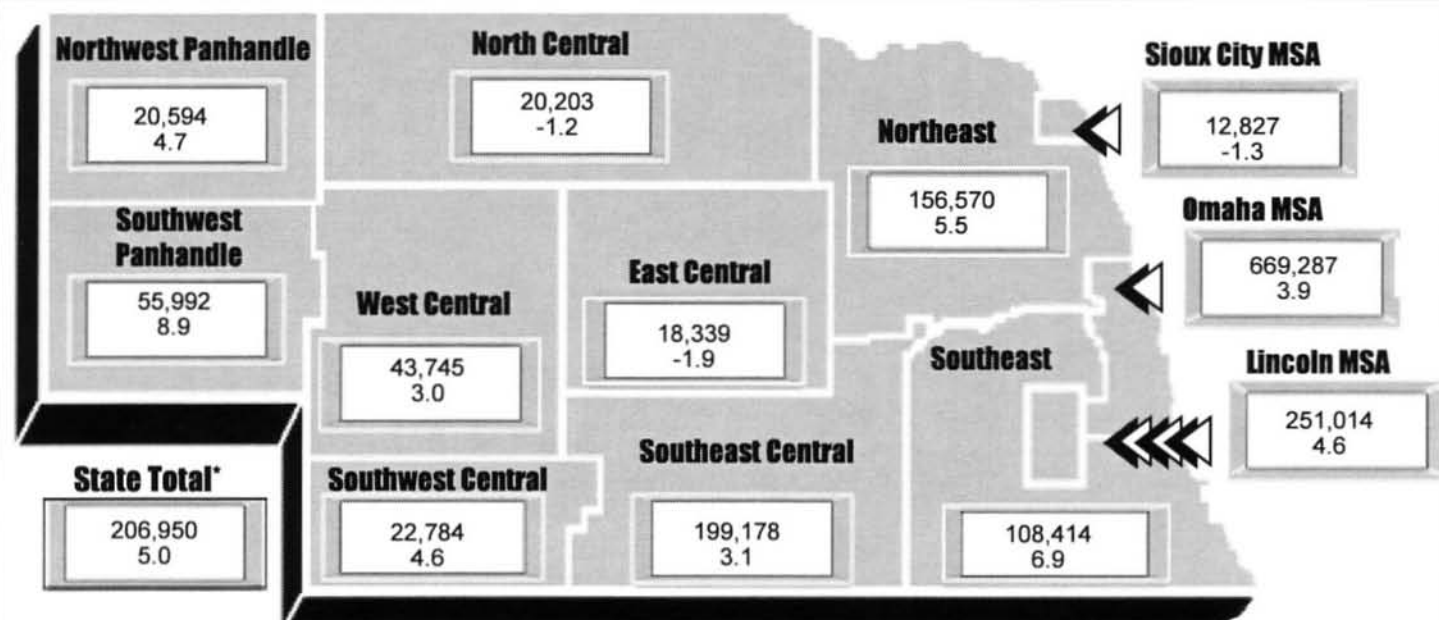 Northwest Panhandle
20,594
4.7
North Central
20,203
-1.2
Sioux City MSA
12,827
-1.3
Northeast
156,570
5.5
Southwest
Panhandle
55,992
8.9
West Central
43,745
3.0
East Central
18,339
-1.9
Omaha MSA
669,287
3.9
Southeast
108,414
6.9
Lincoln MSA
251,014
4.6
State Total*
206,950
5.0
Southwest Central
22,784
4.6
Southeast Central
199,178
3.1